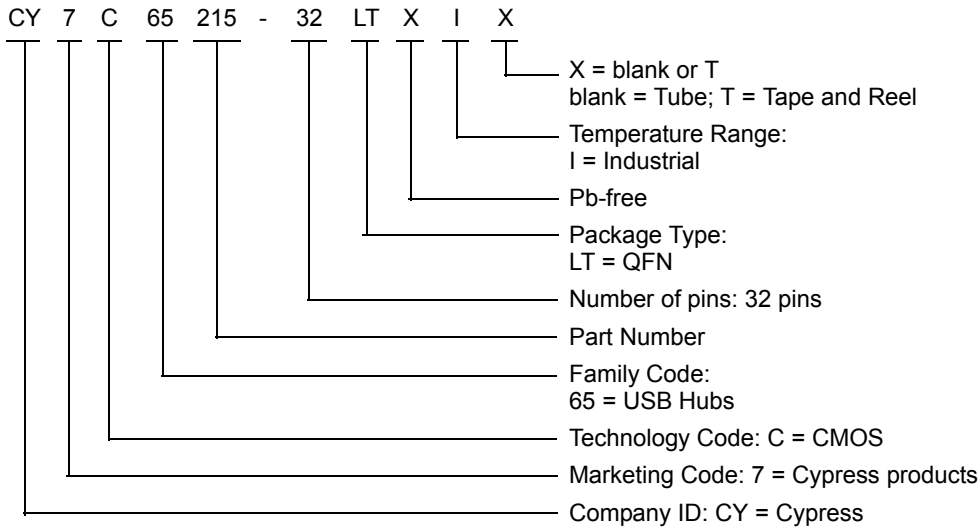 CY 7 C 65 215 - 32 LT X I X
X = blank or T
blank = Tube; T = Tape and Reel
Temperature Range:
I = Industrial
Pb-free
Package Type:
LT = QFN
Number of pins: 32 pins
Part Number
Family Code:
65 = USB Hubs
Technology Code: C = CMOS
Marketing Code: 7 = Cypress products
Company ID: CY = Cypress